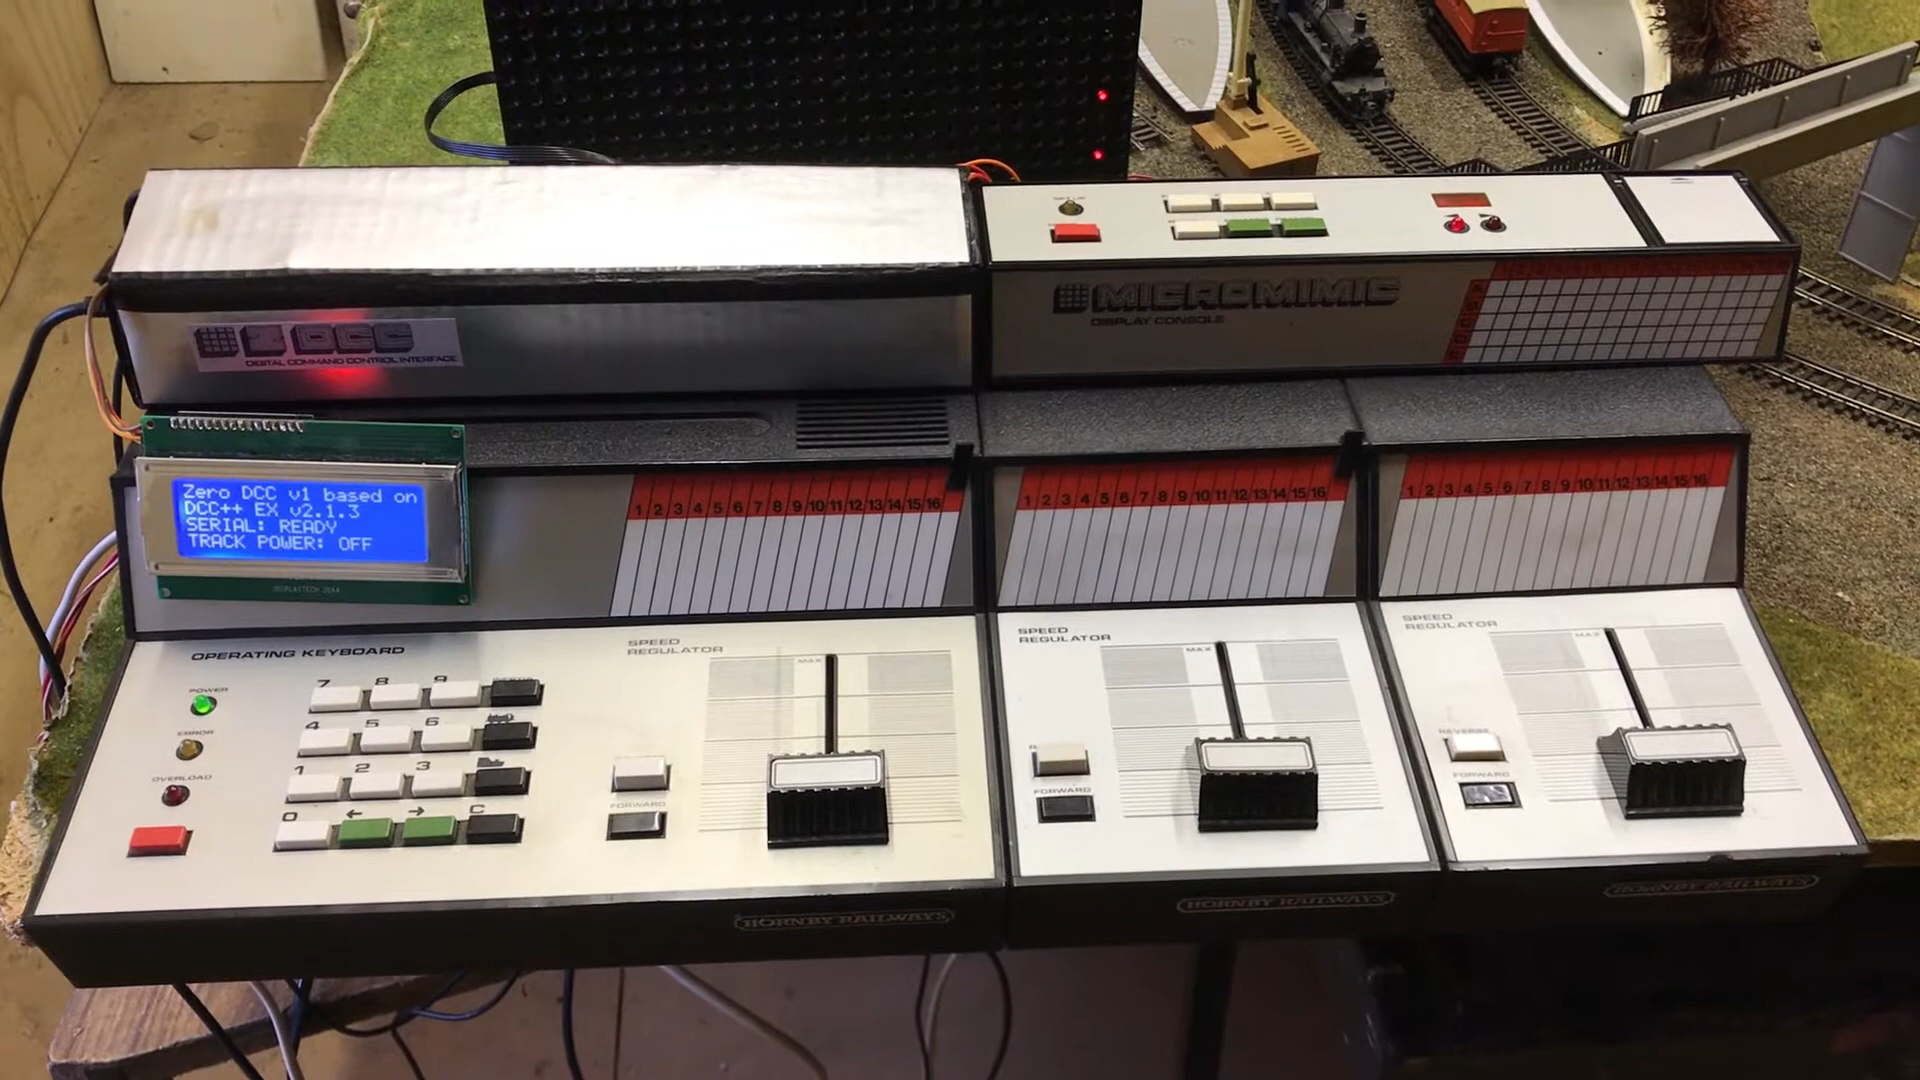 Z DCC
DIGITAL COMMAND CONTROL INTERFACE
MICROMIMIC
DISPLAY CONSOLE
Zero DCC v1 based on
DCC++ EX v2.1.3
SERIAL: READY
TRACK POWER: OFF
DISPLAYTECH 204A
1 2 3 4 5 6 7 8 9 10 11 12 13 14 15 16
1 2 3 4 5 6 7 8 9 10 11 12 13 14 15 16
1 2 3 4 5 6 7 8 9 10 11 12 13 14 15 16
OPERATING KEYBOARD
POWER
ERROR
OVERLOAD
7 8 9
4 5 6
1 2 3
0 ← → C
SPEED
REGULATOR
MAX
FORWARD
SPEED
REGULATOR
MAX
FORWARD
SPEED
REGULATOR
MAX
REVERSE
FORWARD
HORNBY RAILWAYS
HORNBY RAILWAYS
HORNBY RAILWAYS